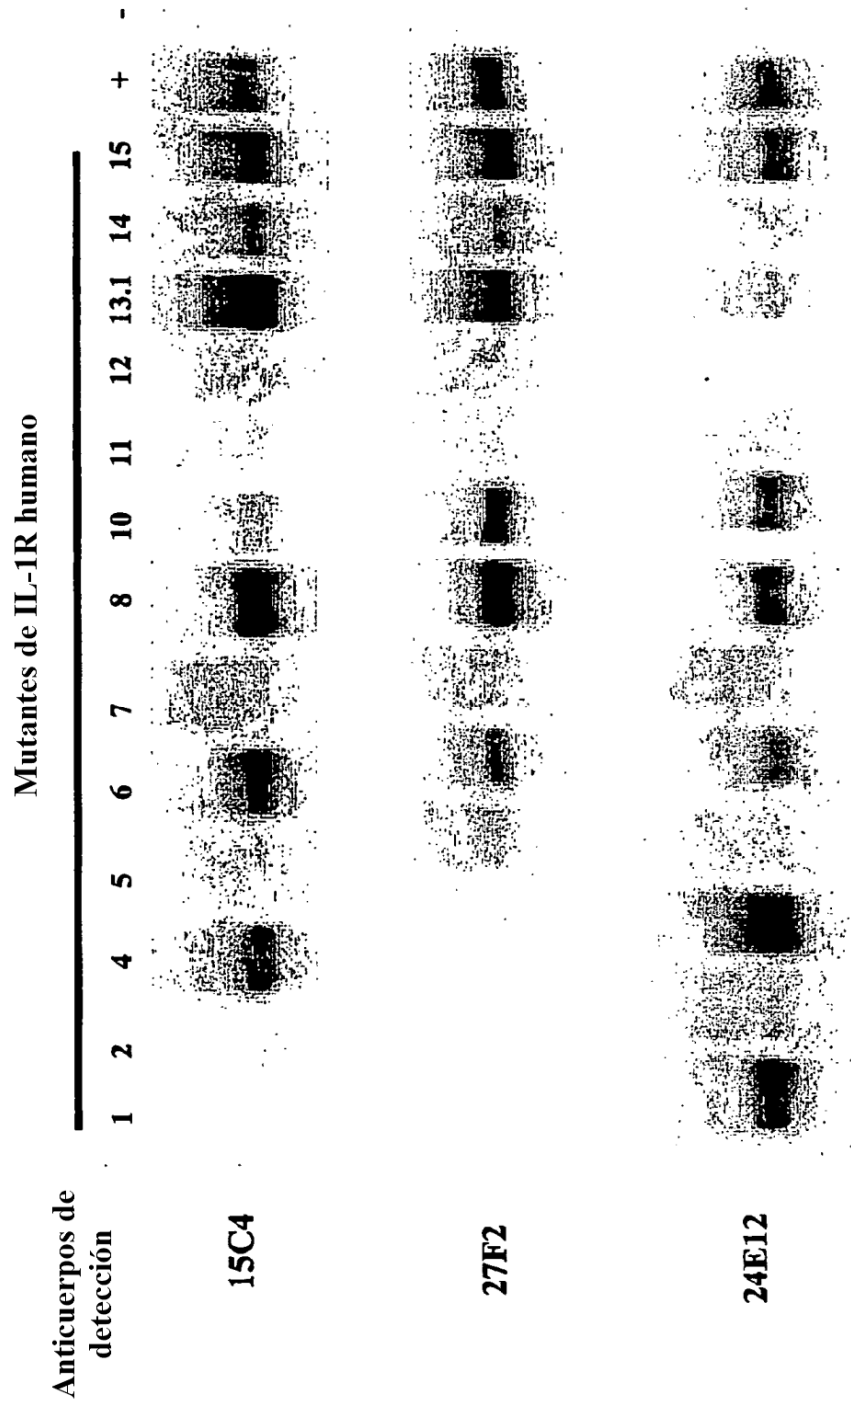 Mutantes de IL-1R humano
Anticuerpos de
detección
1 2 4 5 6 7 8 10 11 12 13.1 14 15 + -
15C4
27F2
24E12